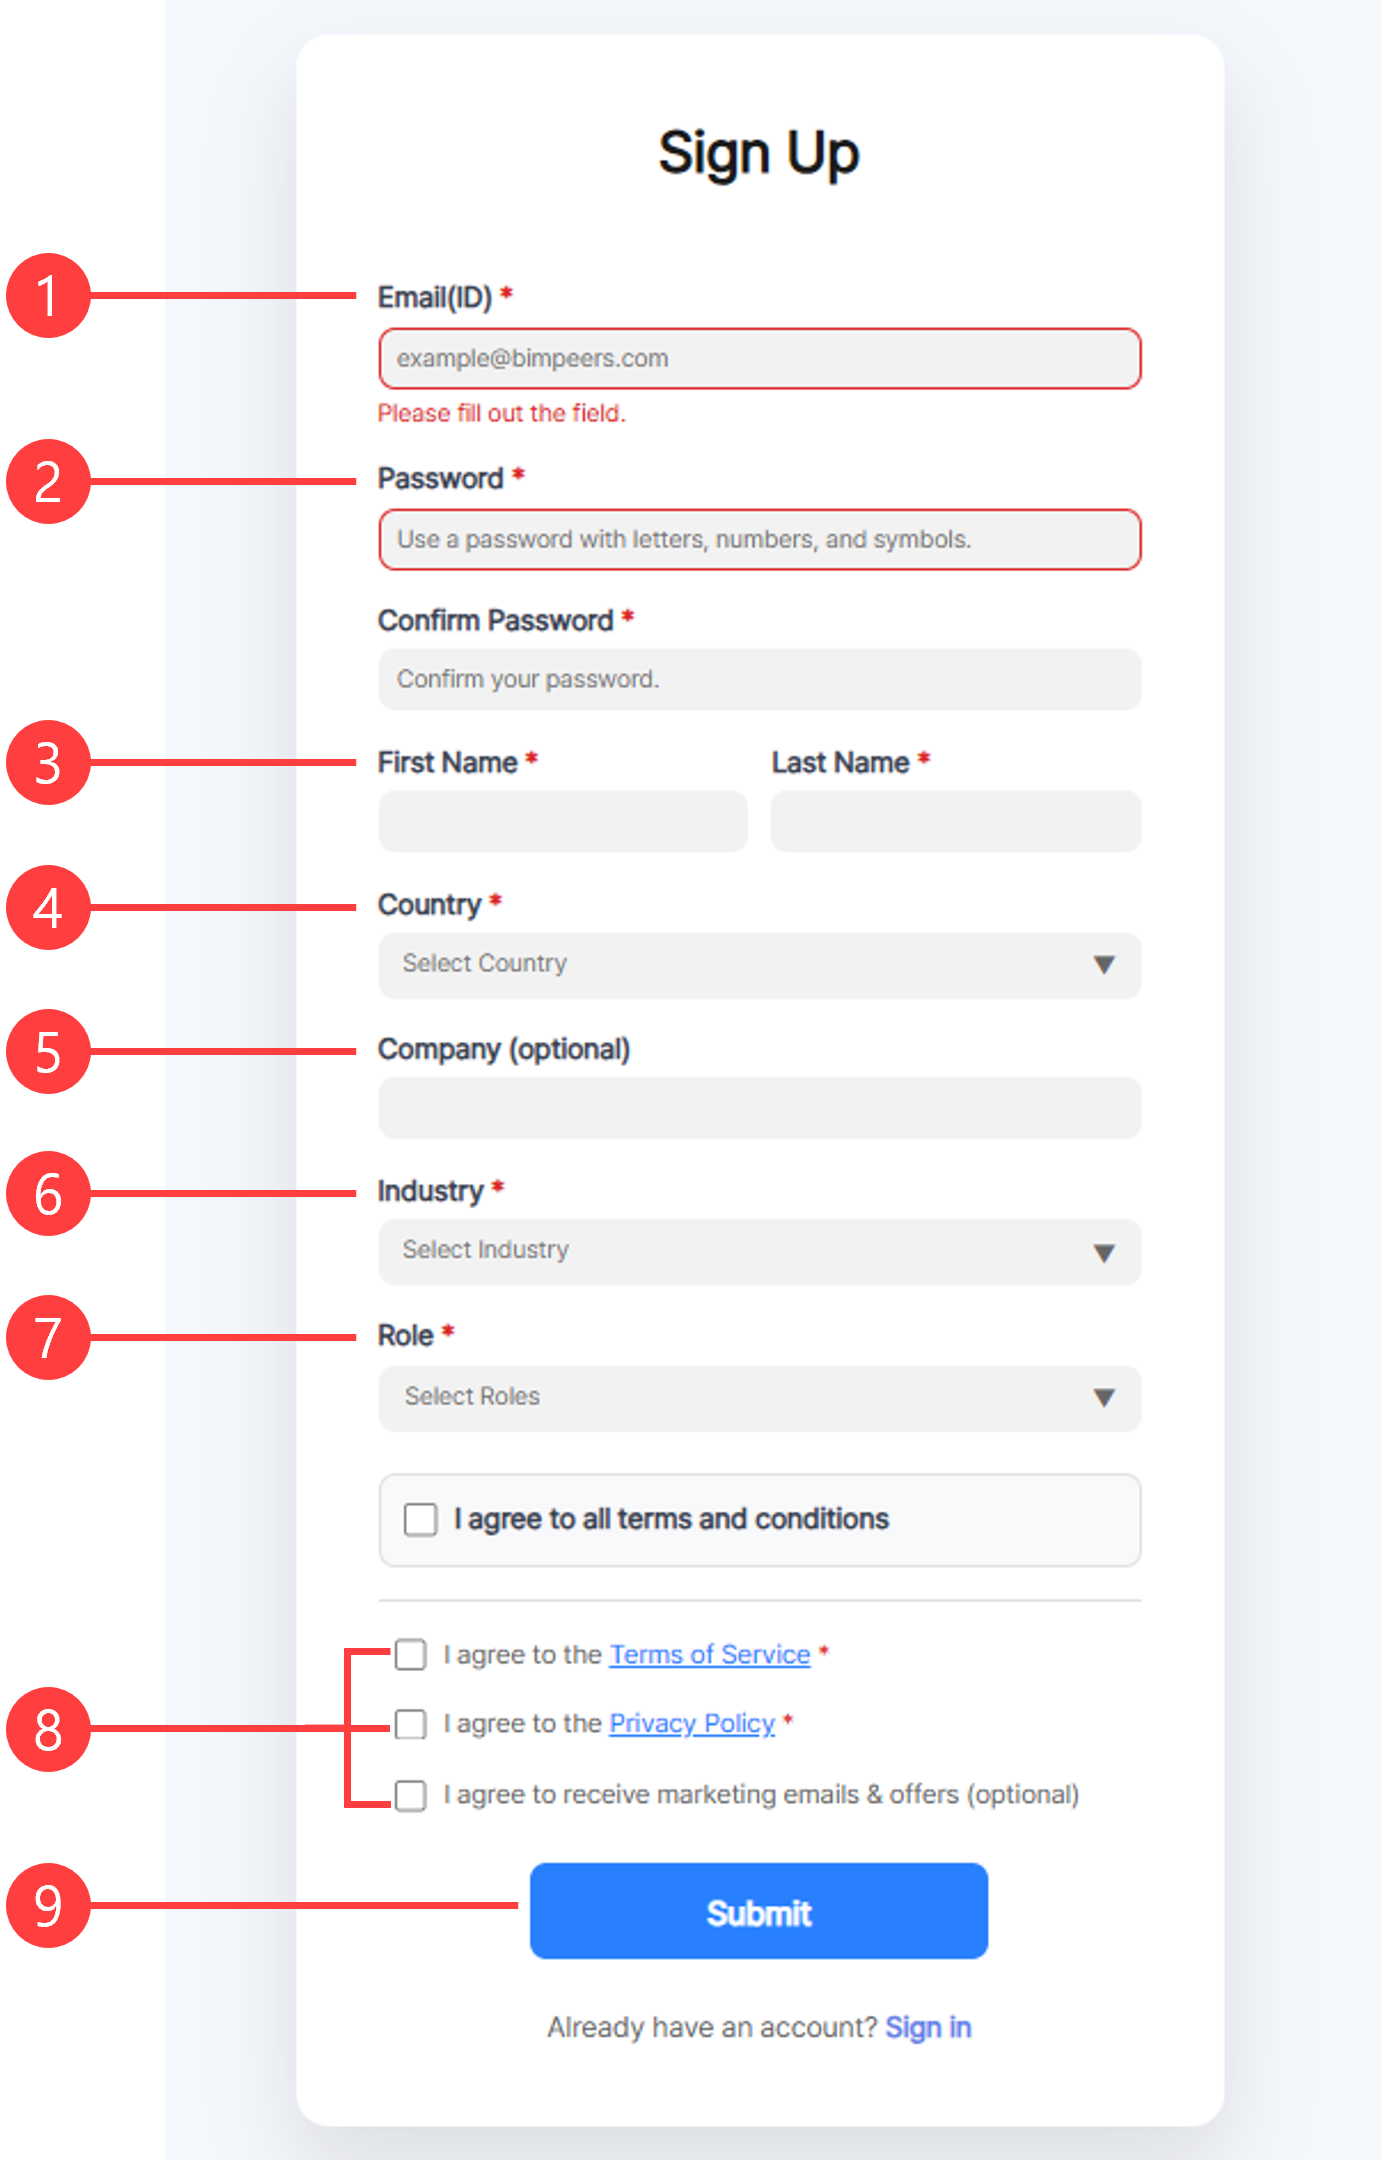 Sign Up
1
Email(ID) *
example@bimpeers.com
Please fill out the field.
2
Password *
Use a password with letters, numbers, and symbols.
Confirm Password *
Confirm your password.
3
First Name * Last Name *
4
Country *
Select Country ▼
5
Company (optional)
6
Industry *
Select Industry ▼
7
Role *
Select Roles ▼
I agree to all terms and conditions
I agree to the Terms of Service *
8
I agree to the Privacy Policy *
I agree to receive marketing emails & offers (optional)
9
Submit
Already have an account? Sign in